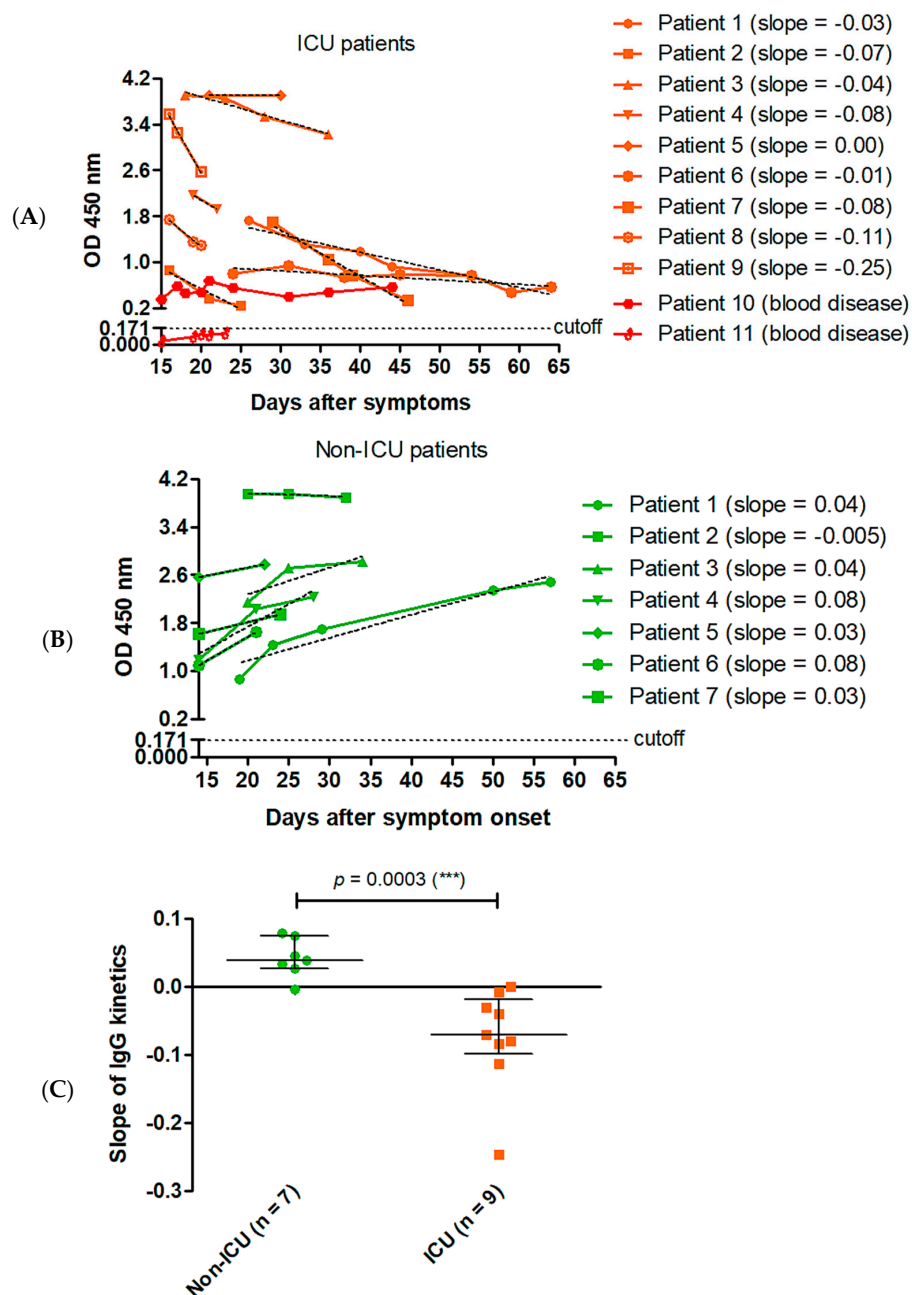 ICU patients
(A)
OD 450 nm
4.2
3.4
2.6
1.8
1.0
0.2
0.171
0.000
cutoff
15 20 25 30 35 40 45 50 55 60 65
Days after symptoms
Patient 1 (slope = -0.03)
Patient 2 (slope = -0.07)
Patient 3 (slope = -0.04)
Patient 4 (slope = -0.08)
Patient 5 (slope = 0.00)
Patient 6 (slope = -0.01)
Patient 7 (slope = -0.08)
Patient 8 (slope = -0.11)
Patient 9 (slope = -0.25)
Patient 10 (blood disease)
Patient 11 (blood disease)
Non-ICU patients
(B)
OD 450 nm
4.2
3.4
2.6
1.8
1.0
0.2
0.171
0.000
cutoff
15 20 25 30 35 40 45 50 55 60 65
Days after symptom onset
Patient 1 (slope = 0.04)
Patient 2 (slope = -0.005)
Patient 3 (slope = 0.04)
Patient 4 (slope = 0.08)
Patient 5 (slope = 0.03)
Patient 6 (slope = 0.08)
Patient 7 (slope = 0.03)
p = 0.0003 (***)
(C)
Slope of IgG kinetics
0.1
0.0
-0.1
-0.2
-0.3
Non-ICU (n = 7)
ICU (n = 9)